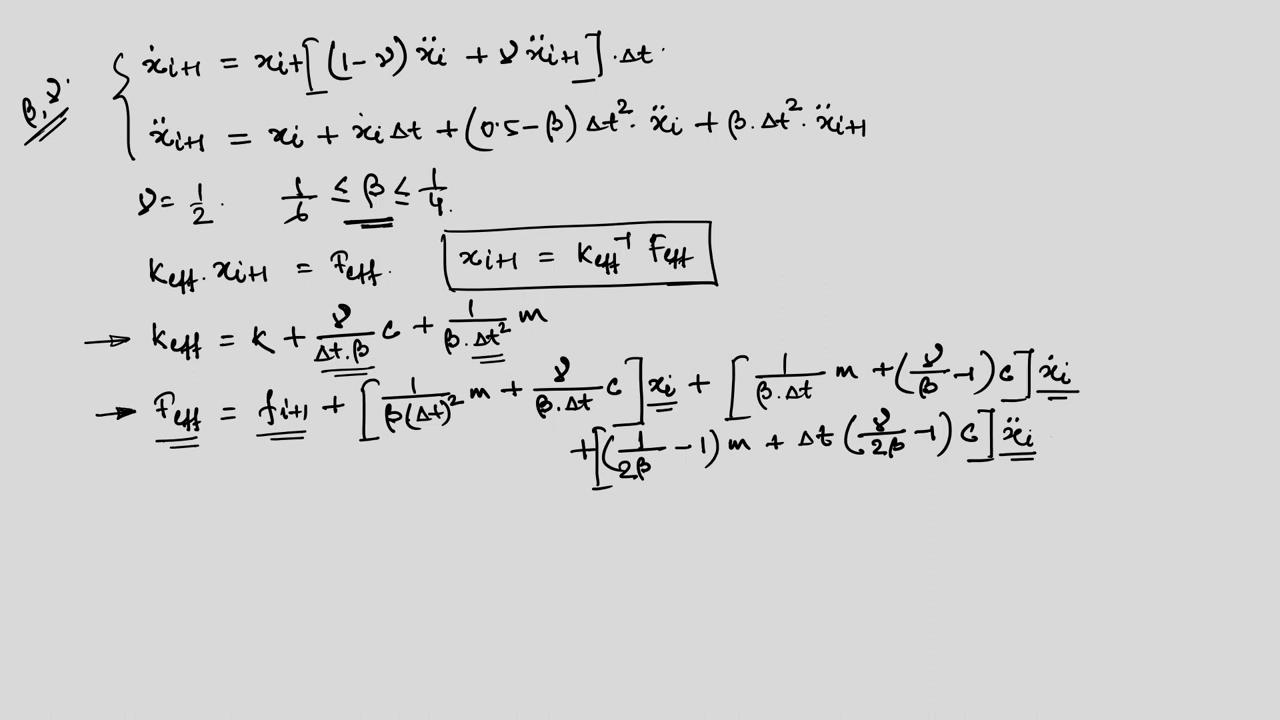 β, γ.
ẋi+1 = xi + [(1-γ) ẍi + γ ẍi+1] · Δt
ẍi+1 = xi + ẋi Δt + (0.5-β) Δt² · ẍi + β · Δt² · ẍi+1
γ = 1/2 . 1/6 ≤ β ≤ 1/4 .
Keff · xi+1 = Feff . xi+1 = Keff⁻¹ Feff
→ Keff = K + γ/(Δt·β) C + 1/(β·Δt²) m
→ Feff = fi+1 + [1/(β(Δt)²) m + γ/(β·Δt) C] xi + [1/(β·Δt) m + (γ/β - 1) C] ẋi
+ [(1/2β - 1) m + Δt (γ/2β - 1) C] ẍi